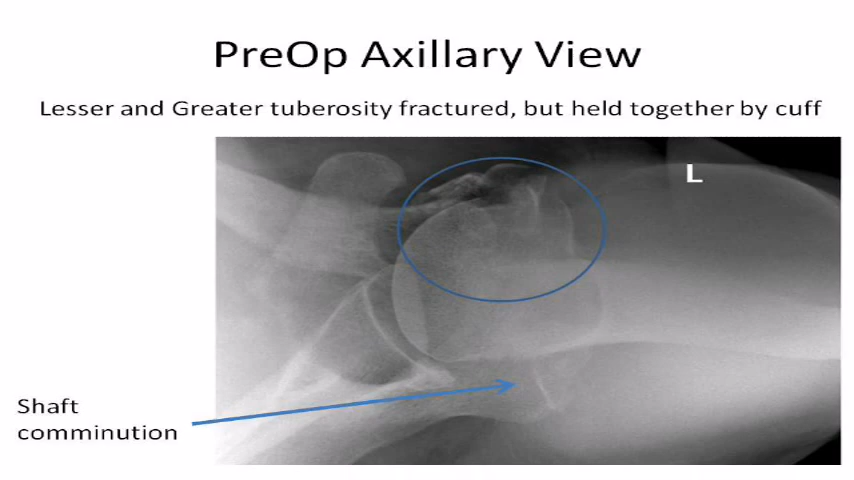 PreOp Axillary View
Lesser and Greater tuberosity fractured, but held together by cuff
L
Shaft
comminution